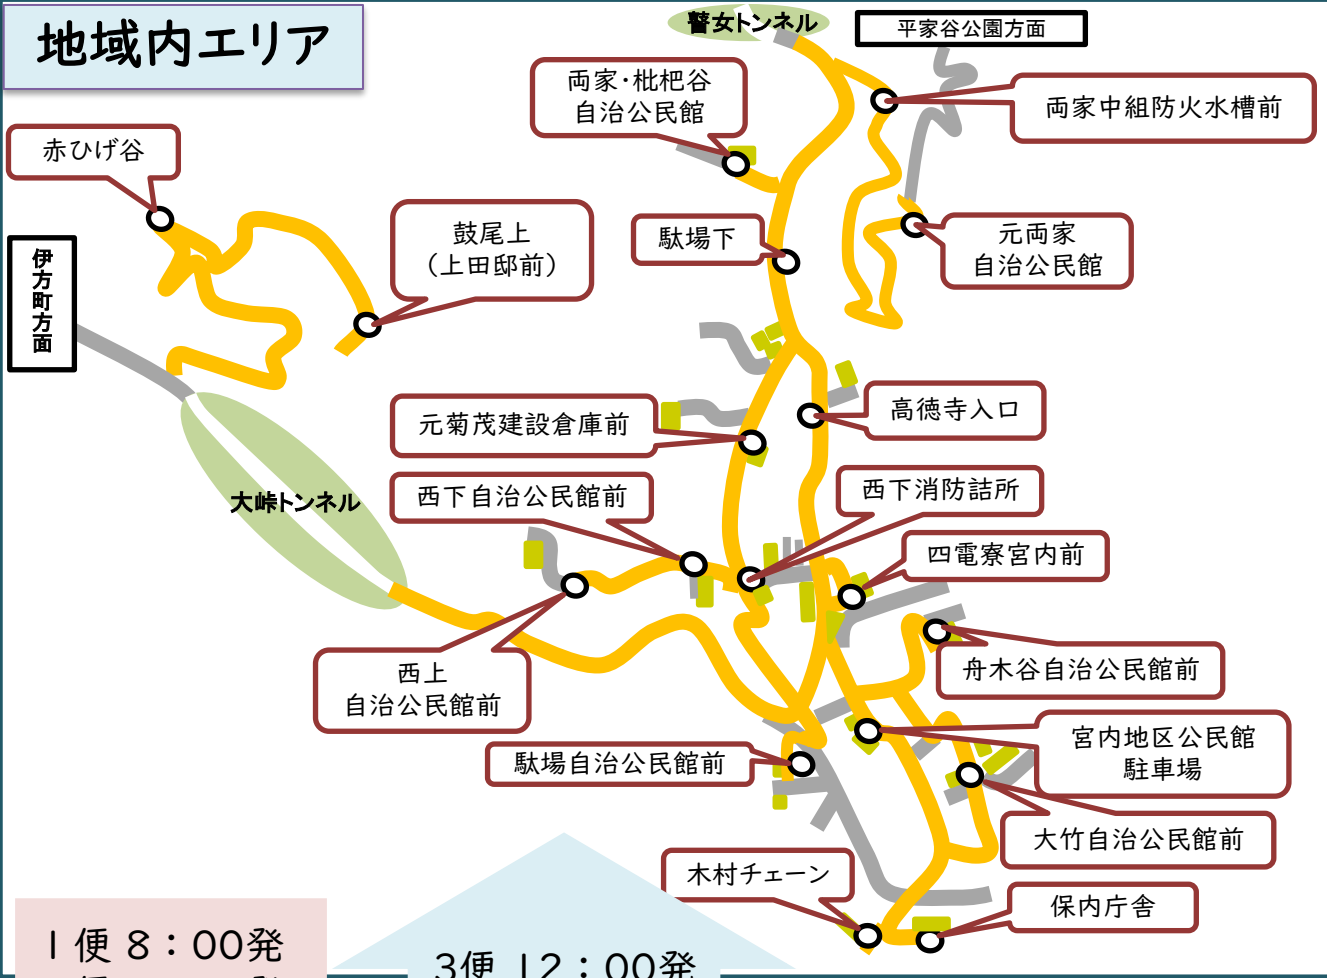 地域内エリア
瞽女トンネル
平家谷公園方面
両家・枇杷谷
自治公民館
両家中組防火水槽前
赤ひげ谷
鼓尾上
（上田邸前）
駄場下
元両家
自治公民館
伊方町方面
元菊茂建設倉庫前
高徳寺入口
大峠トンネル
西下自治公民館前
西下消防詰所
四電寮宮内前
西上
自治公民館前
舟木谷自治公民館前
駄場自治公民館前
宮内地区公民館
駐車場
大竹自治公民館前
木村チェーン
保内庁舎
1便 8：00発
3便 12：00発